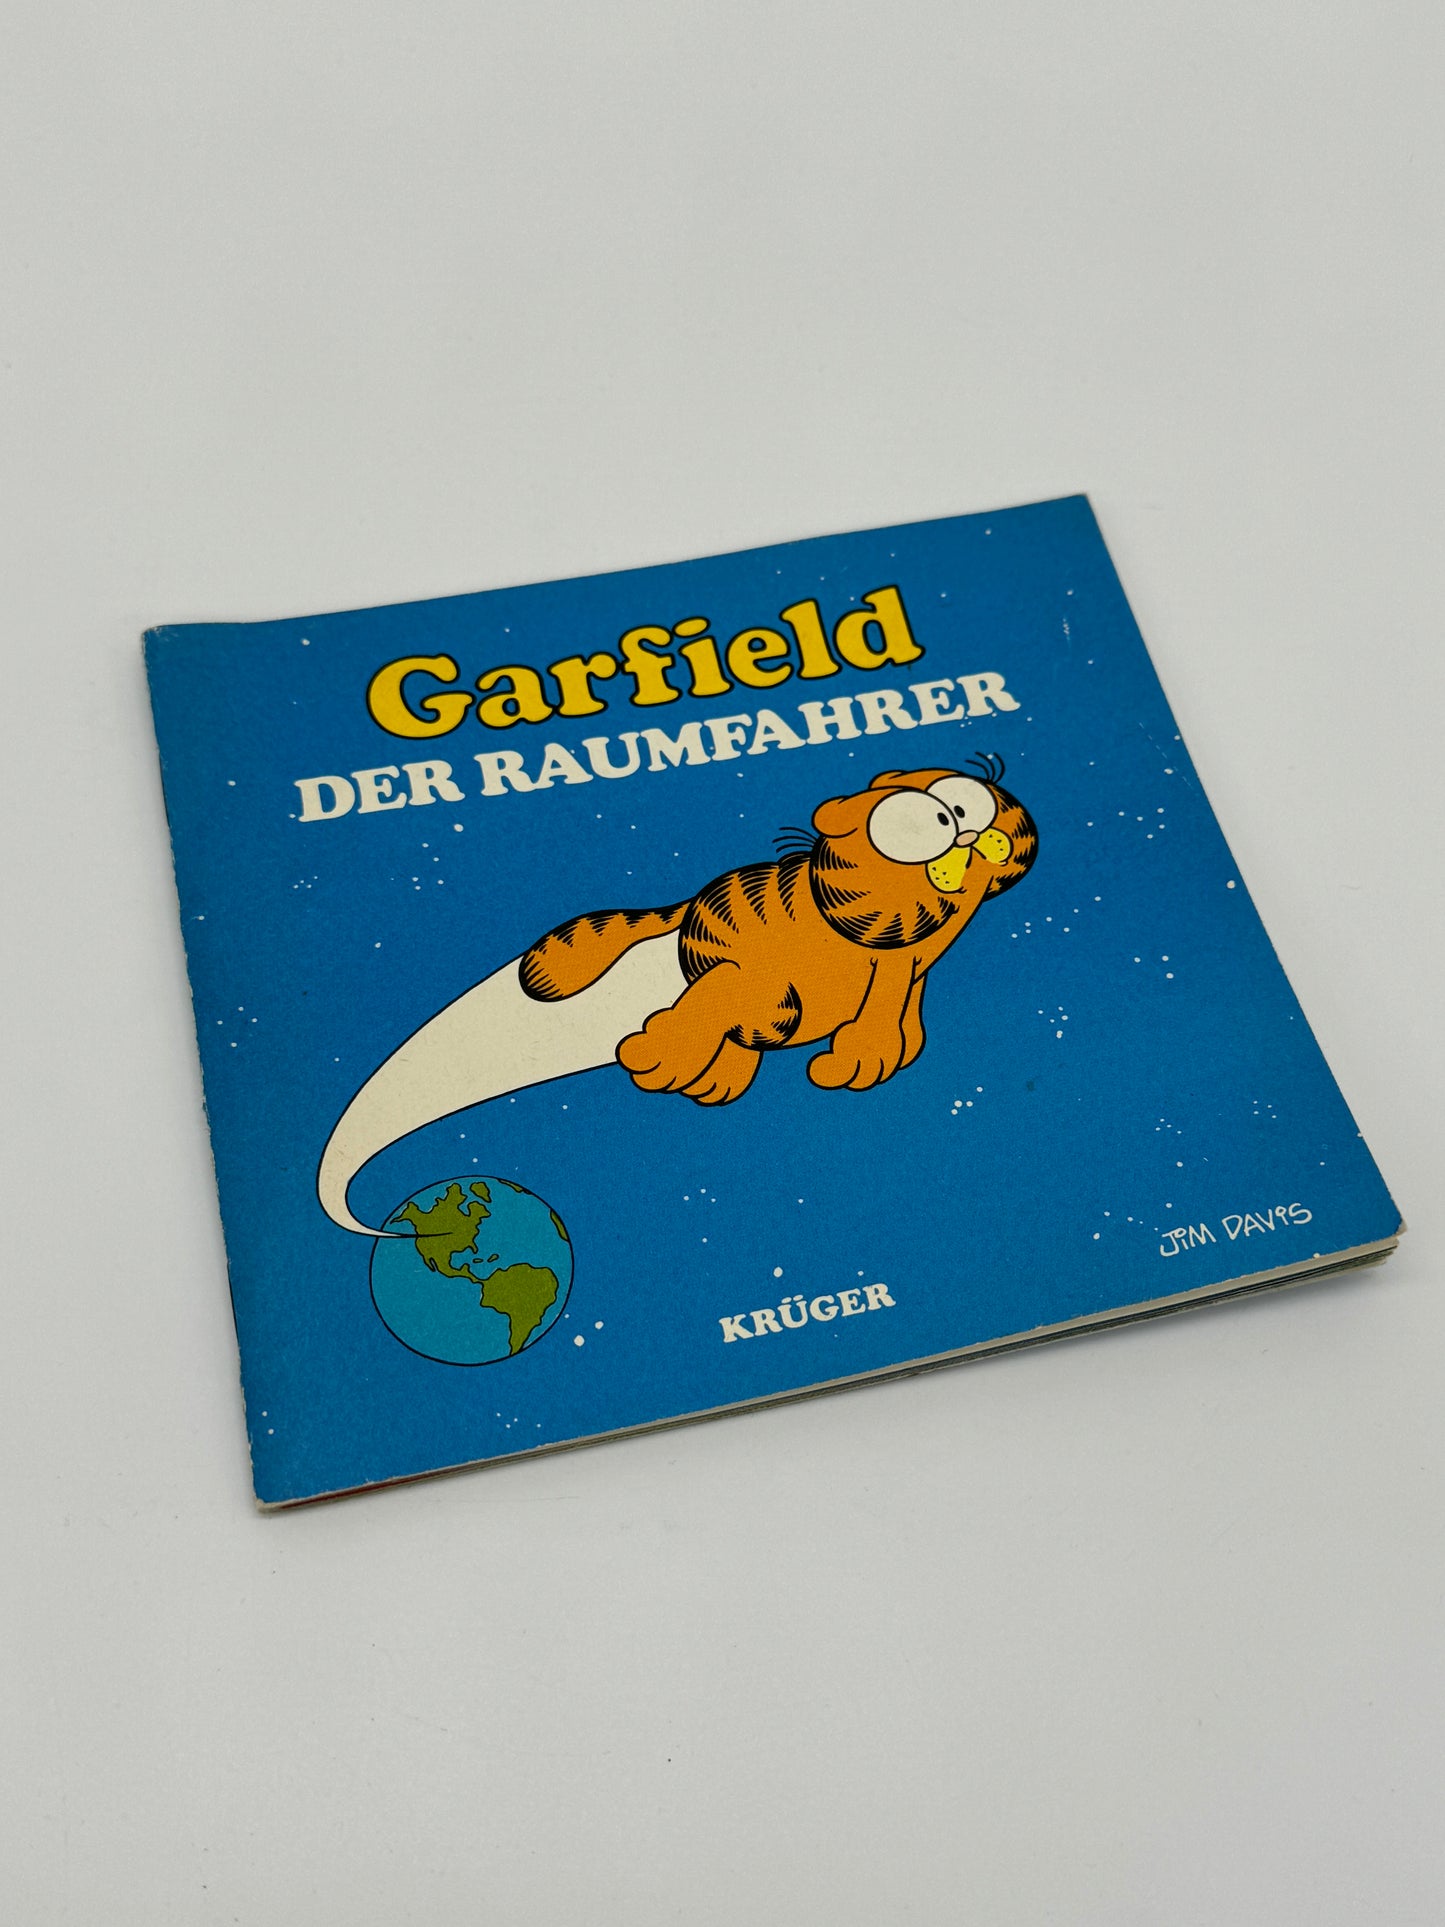 Garfield
DER RAUMFAHRER
JIM DAVIS
KRÜGER